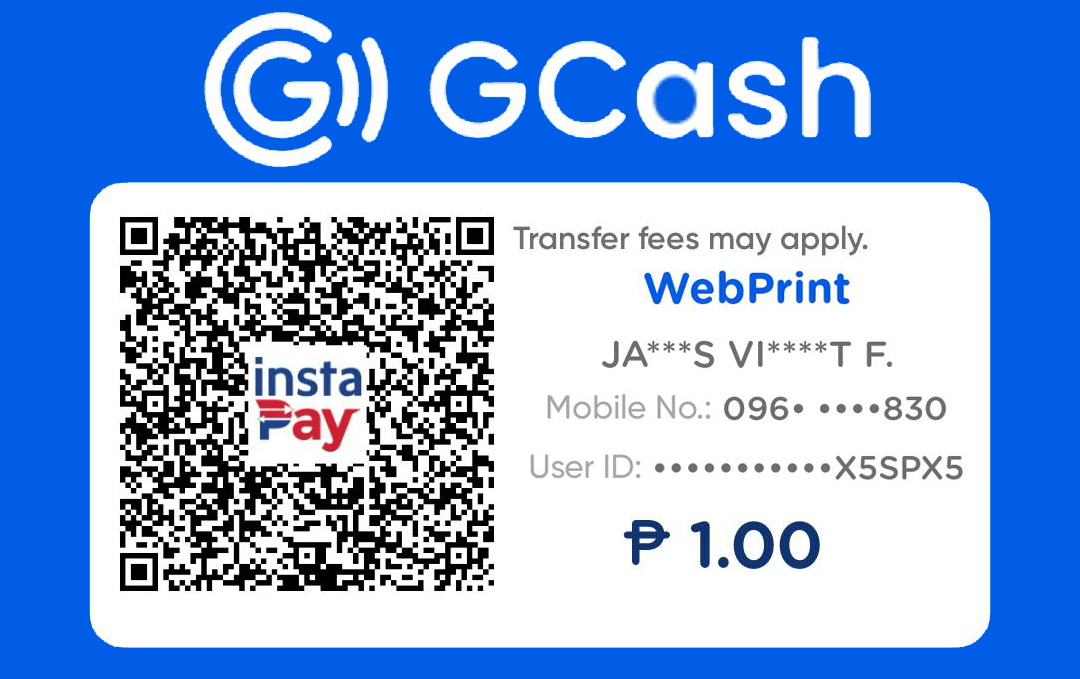 GCash
Transfer fees may apply.
WebPrint
JA***S VI****T F.
Mobile No.: 096• ••••830
User ID: •••••••••••X5SPX5
₱ 1.00
insta
Pay